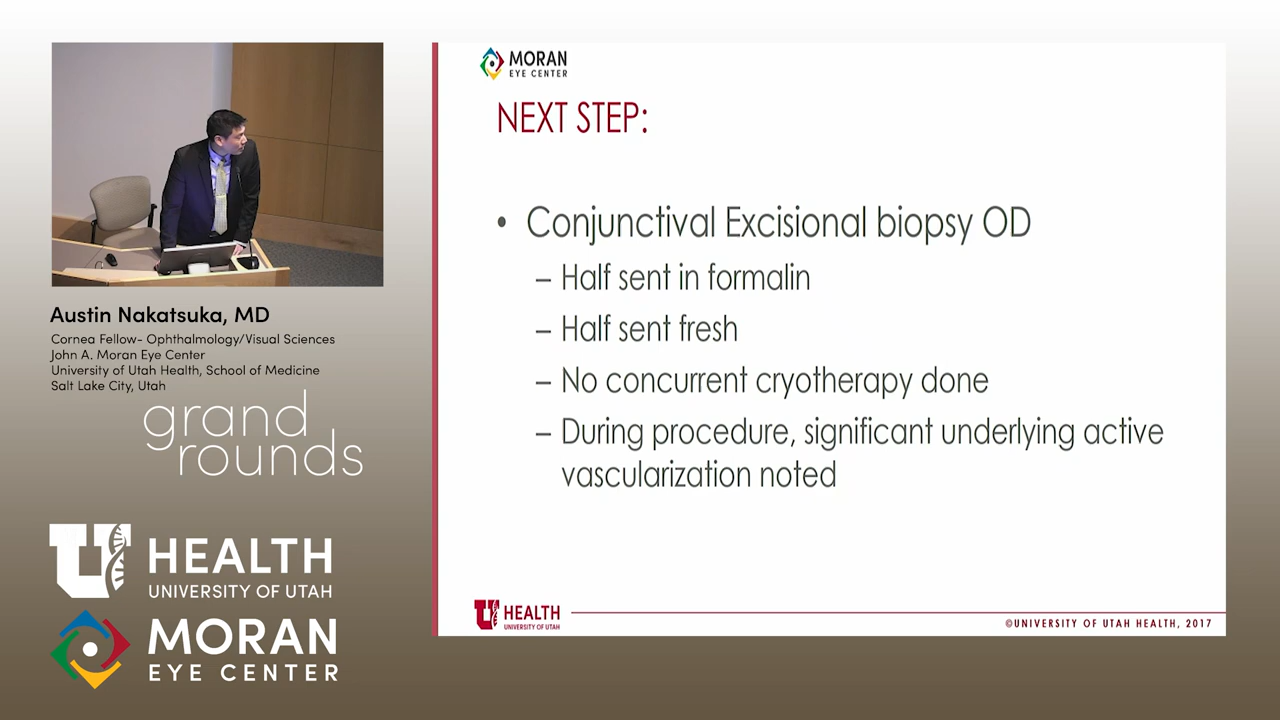 Austin Nakatsuka, MD
Cornea Fellow- Ophthalmology/Visual Sciences
John A. Moran Eye Center
University of Utah Health, School of Medicine
Salt Lake City, Utah
grand
rounds
U HEALTH
UNIVERSITY OF UTAH
MORAN
EYE CENTER
MORAN
EYE CENTER
NEXT STEP:
• Conjunctival Excisional biopsy OD
– Half sent in formalin
– Half sent fresh
– No concurrent cryotherapy done
– During procedure, significant underlying active
vascularization noted
U HEALTH
UNIVERSITY OF UTAH
©UNIVERSITY OF UTAH HEALTH, 2017